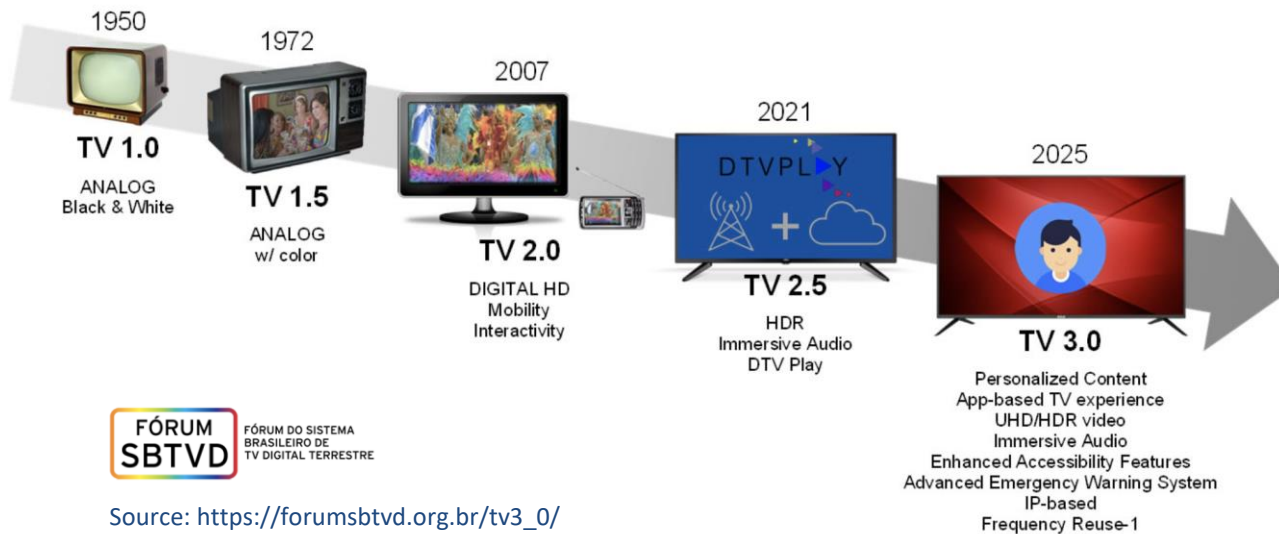 1950
TV 1.0
ANALOG
Black & White
1972
TV 1.5
ANALOG
w/ color
2007
TV 2.0
DIGITAL HD
Mobility
Interactivity
2021
DTVPLAY
+
TV 2.5
HDR
Immersive Audio
DTV Play
2025
TV 3.0
Personalized Content
App-based TV experience
UHD/HDR video
Immersive Audio
Enhanced Accessibility Features
Advanced Emergency Warning System
IP-based
Frequency Reuse-1
FÓRUM
SBTVD
FÓRUM DO SISTEMA
BRASILEIRO DE
TV DIGITAL TERRESTRE
Source: https://forumsbtvd.org.br/tv3_0/